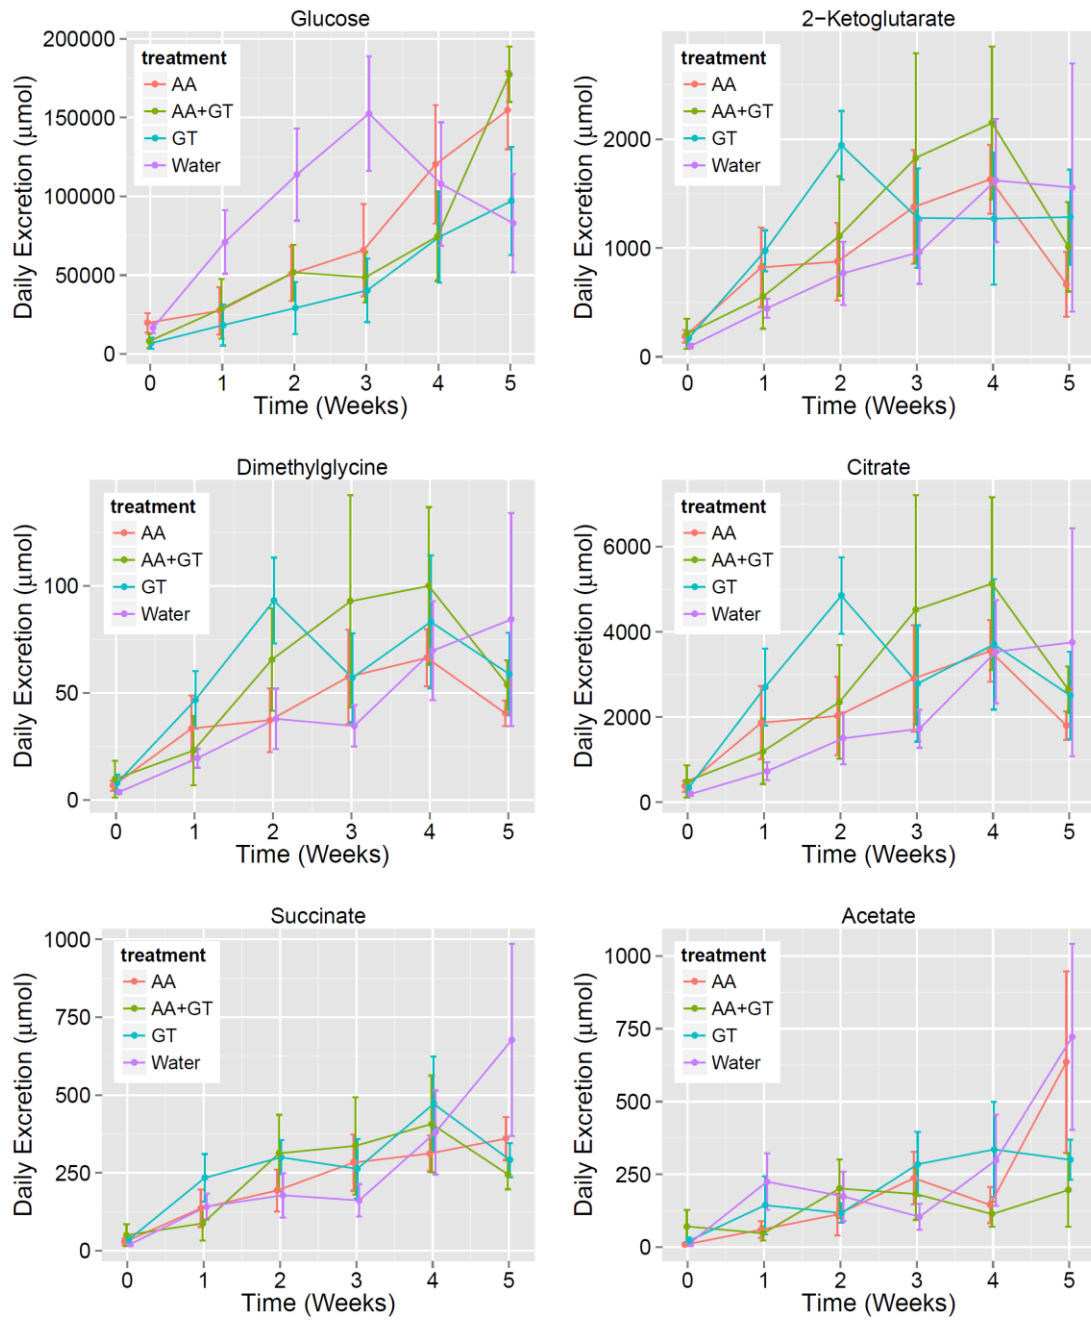 Glucose
Daily Excretion (µmol)
200000
150000
100000
50000
0
treatment
AA
AA+GT
GT
Water
0 1 2 3 4 5
Time (Weeks)
2−Ketoglutarate
Daily Excretion (µmol)
2000
1000
0
treatment
AA
AA+GT
GT
Water
0 1 2 3 4 5
Time (Weeks)
Dimethylglycine
Daily Excretion (µmol)
100
50
0
treatment
AA
AA+GT
GT
Water
0 1 2 3 4 5
Time (Weeks)
Citrate
Daily Excretion (µmol)
6000
4000
2000
0
treatment
AA
AA+GT
GT
Water
0 1 2 3 4 5
Time (Weeks)
Succinate
Daily Excretion (µmol)
1000
750
500
250
0
treatment
AA
AA+GT
GT
Water
0 1 2 3 4 5
Time (Weeks)
Acetate
Daily Excretion (µmol)
1000
750
500
250
0
treatment
AA
AA+GT
GT
Water
0 1 2 3 4 5
Time (Weeks)